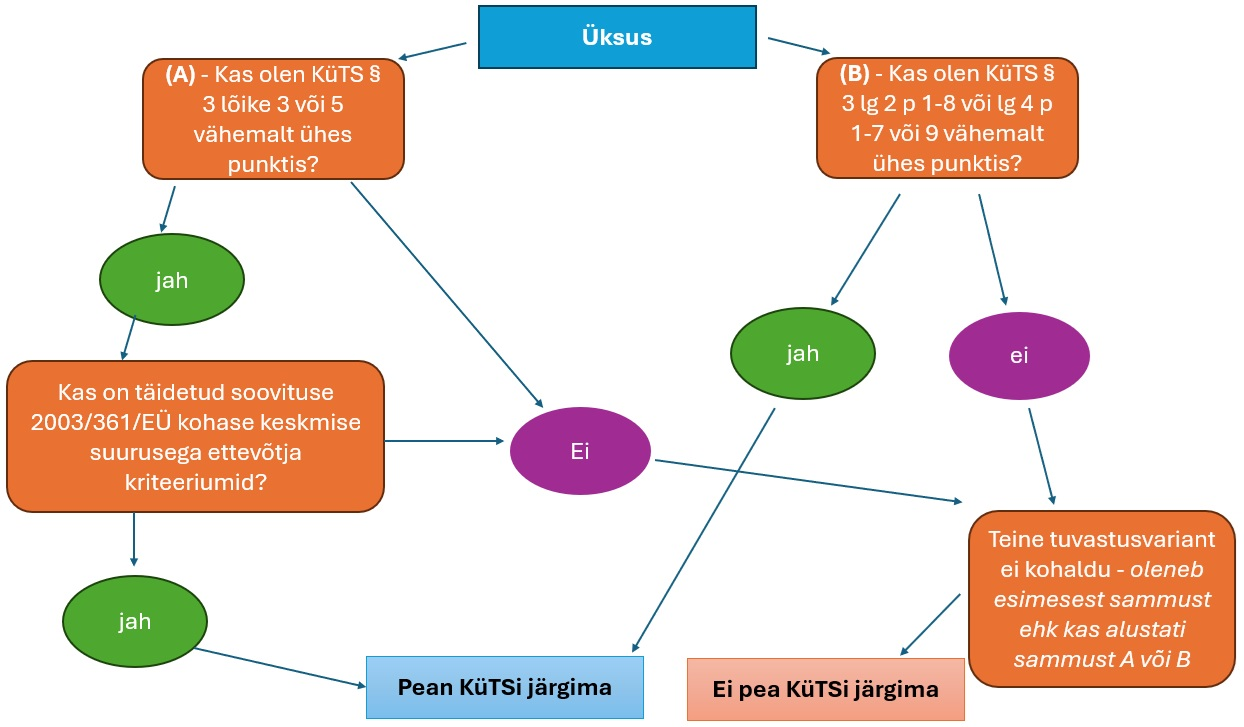 Üksus
(A) - Kas olen KüTS §
3 lõike 3 või 5
vähemalt ühes
punktis?
(B) - Kas olen KüTS §
3 lg 2 p 1-8 või lg 4 p
1-7 või 9 vähemalt
ühes punktis?
jah
jah
ei
Kas on täidetud soovituse
2003/361/EÜ kohase keskmise
suurusega ettevõtja
kriteeriumid?
Ei
Teine tuvastusvariant
ei kohaldu - oleneb
esimesest sammust
ehk kas alustati
sammust A või B
jah
Pean KüTSi järgima
Ei pea KüTSi järgima